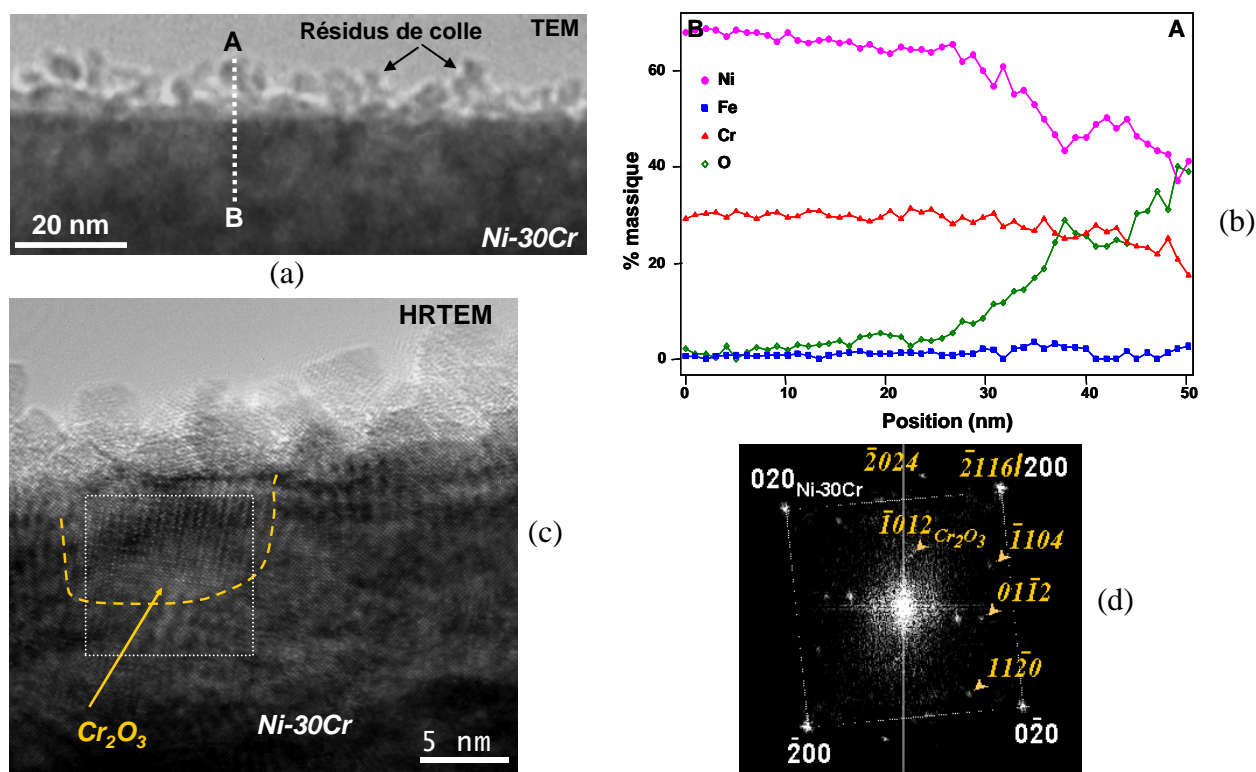 TEM
Résidus de colle
A
B
20 nm
Ni-30Cr
(a)
B
A
Ni
Fe
Cr
O
60
40
20
0
% massique
0
10
20
30
40
50
Position (nm)
(b)
HRTEM
Cr₂O₃
Ni-30Cr
5 nm
(c)
2̄024
2̄116/200
020 Ni-30Cr
1̄012 Cr₂O₃
1̄104
011̄2
112̄0
2̄00
02̄0
(d)